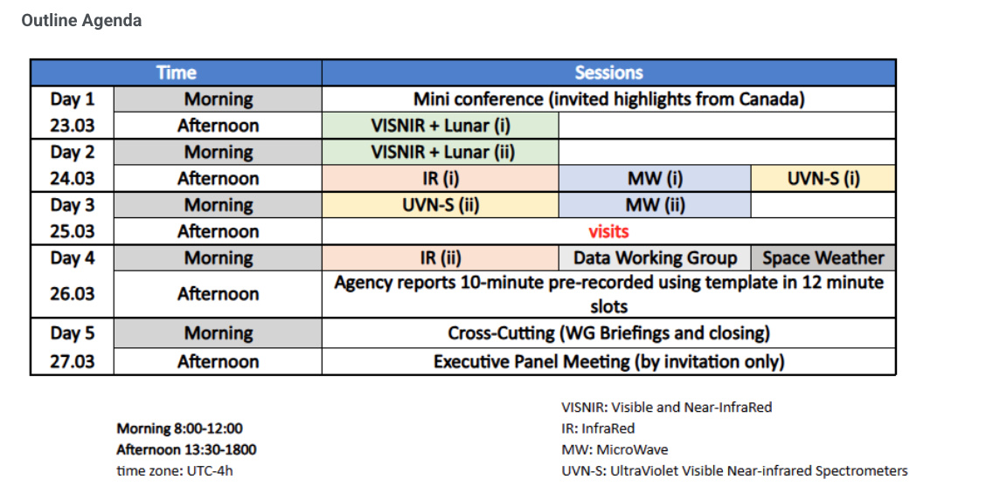 Outline Agenda
Time Sessions
Day 1 Morning Mini conference (invited highlights from Canada)
23.03 Afternoon VISNIR + Lunar (i)
Day 2 Morning VISNIR + Lunar (ii)
24.03 Afternoon IR (i) MW (i) UVN-S (i)
Day 3 Morning UVN-S (ii) MW (ii)
25.03 Afternoon visits
Day 4 Morning IR (ii) Data Working Group Space Weather
26.03 Afternoon Agency reports 10-minute pre-recorded using template in 12 minute
slots
Day 5 Morning Cross-Cutting (WG Briefings and closing)
27.03 Afternoon Executive Panel Meeting (by invitation only)
Morning 8:00-12:00
Afternoon 13:30-1800
time zone: UTC-4h
VISNIR: Visible and Near-InfraRed
IR: InfraRed
MW: MicroWave
UVN-S: UltraViolet Visible Near-infrared Spectrometers